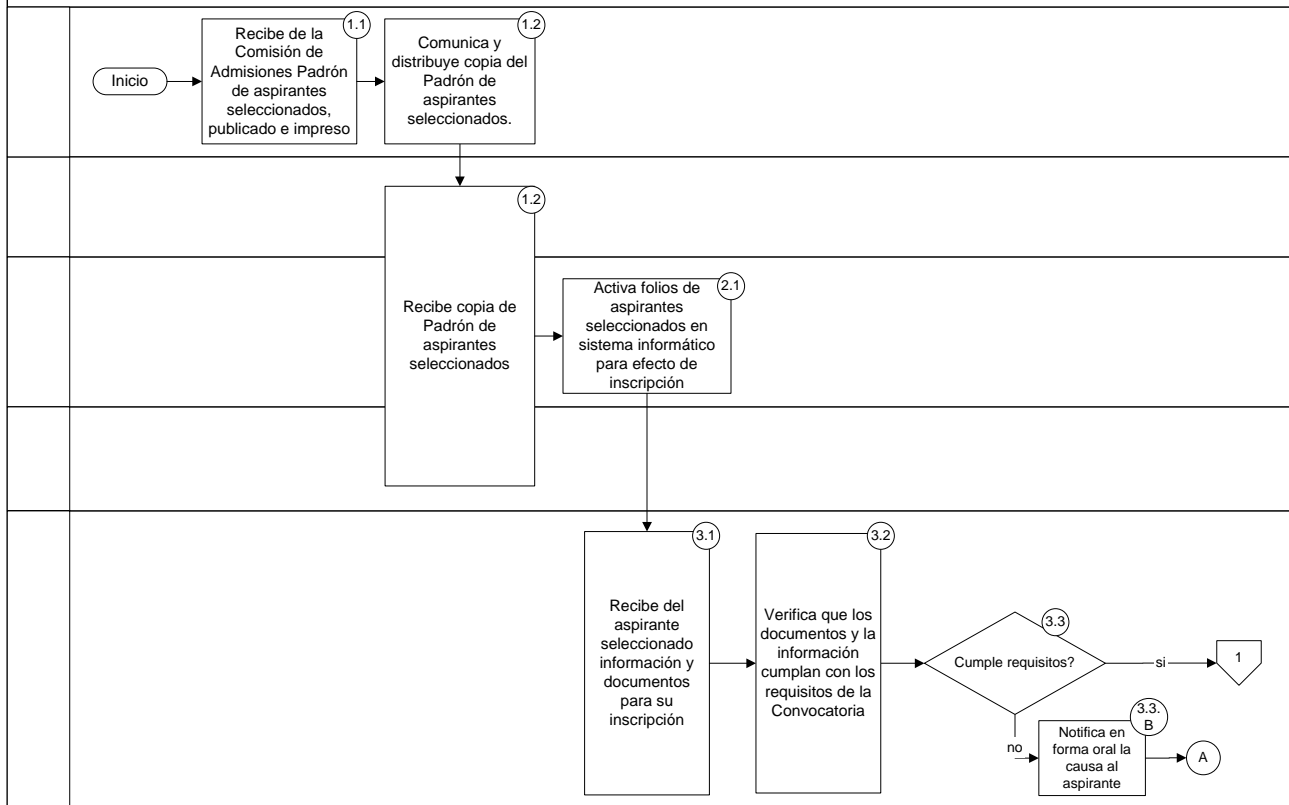 Inicio
1.1
Recibe de la
Comisión de
Admisiones Padrón
de aspirantes
seleccionados,
publicado e impreso
1.2
Comunica y
distribuye copia del
Padrón de
aspirantes
seleccionados.
1.2
Recibe copia de
Padrón de
aspirantes
seleccionados
2.1
Activa folios de
aspirantes
seleccionados en
sistema informático
para efecto de
inscripción
3.1
Recibe del
aspirante
seleccionado
información y
documentos
para su
inscripción
3.2
Verifica que los
documentos y la
información
cumplan con los
requisitos de la
Convocatoria
3.3
Cumple requisitos?
si
1
no
3.3.
B
Notifica en
forma oral la
causa al
aspirante
A